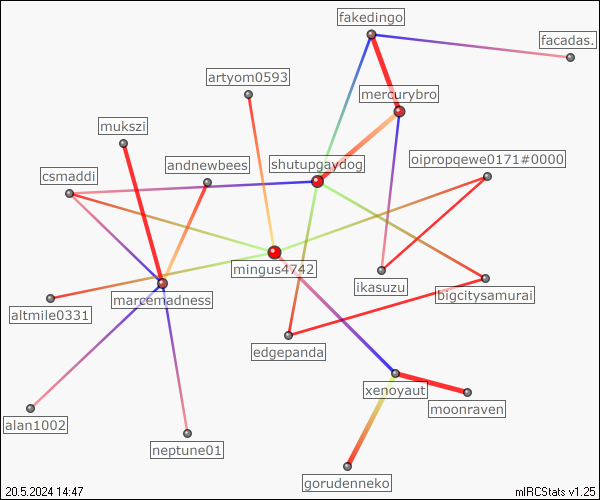 fakedingo
facadas.
artyom0593
mercurybro
mukszi
andnewbees
shutupgaydog
oipropqewe0171#0000
csmaddi
mingus4742
marcemadness
ikasuzu
bigcitysamurai
altmile0331
edgepanda
xenoyaut
moonraven
alan1002
neptune01
gorudenneko
20.5.2024 14:47
mIRCStats v1.25